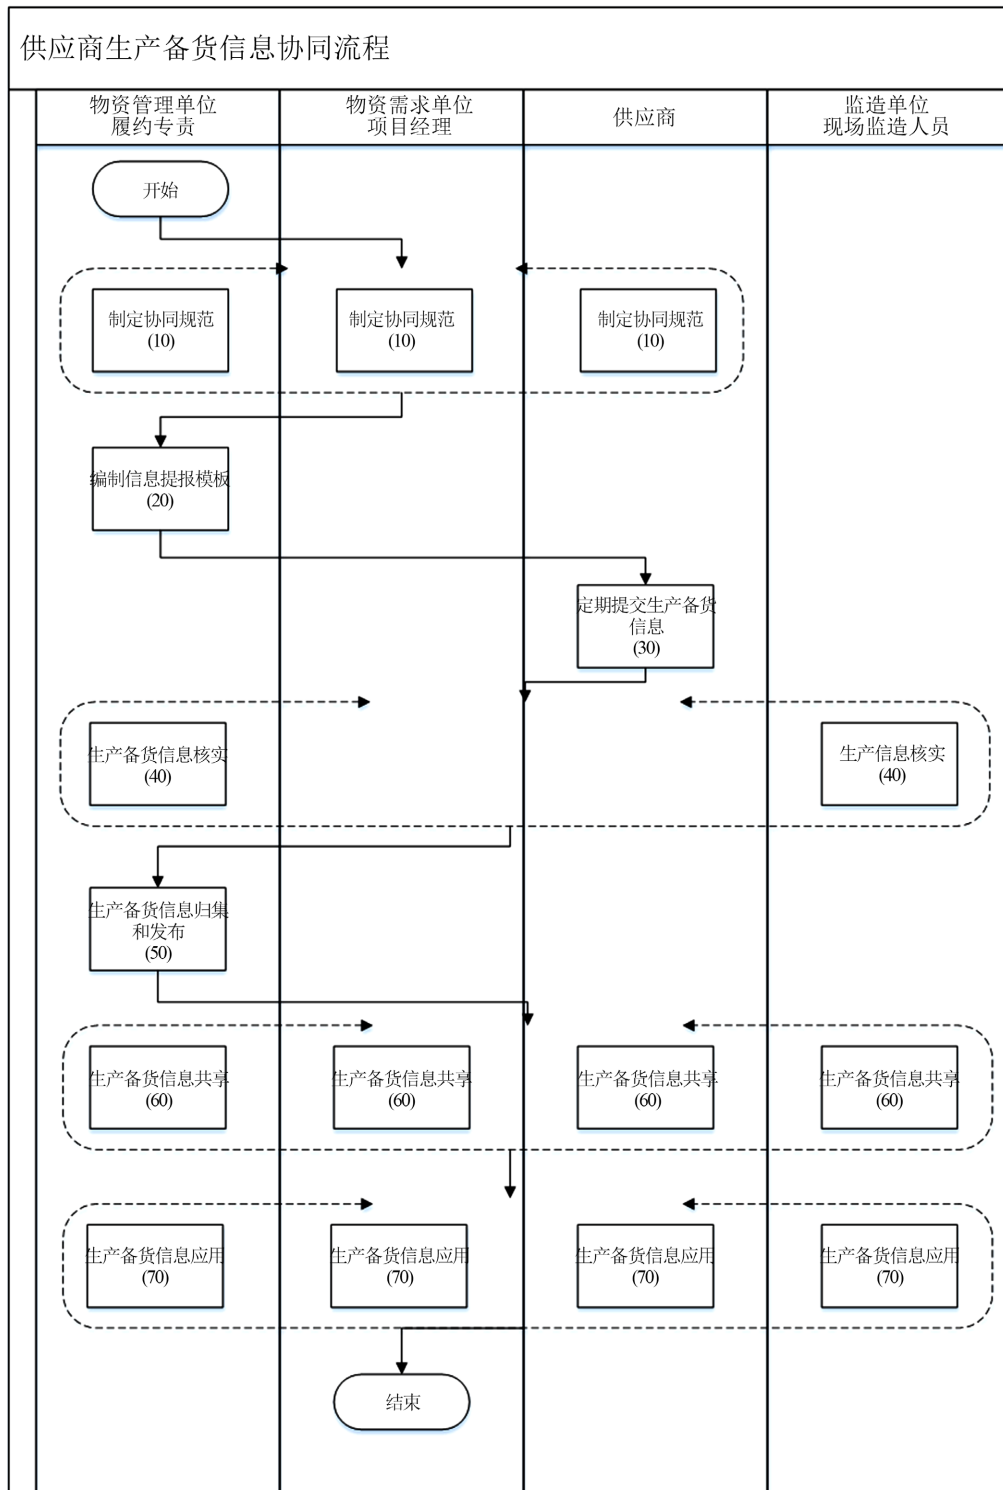 供应商生产备货信息协同流程
物资管理单位
履约专责
物资需求单位
项目经理
供应商
监造单位
现场监造人员
开始
制定协同规范
(10)
制定协同规范
(10)
制定协同规范
(10)
编制信息提报模板
(20)
定期提交生产备货
信息
(30)
生产备货信息核实
(40)
生产信息核实
(40)
生产备货信息归集
和发布
(50)
生产备货信息共享
(60)
生产备货信息共享
(60)
生产备货信息共享
(60)
生产备货信息共享
(60)
生产备货信息应用
(70)
生产备货信息应用
(70)
生产备货信息应用
(70)
生产备货信息应用
(70)
结束